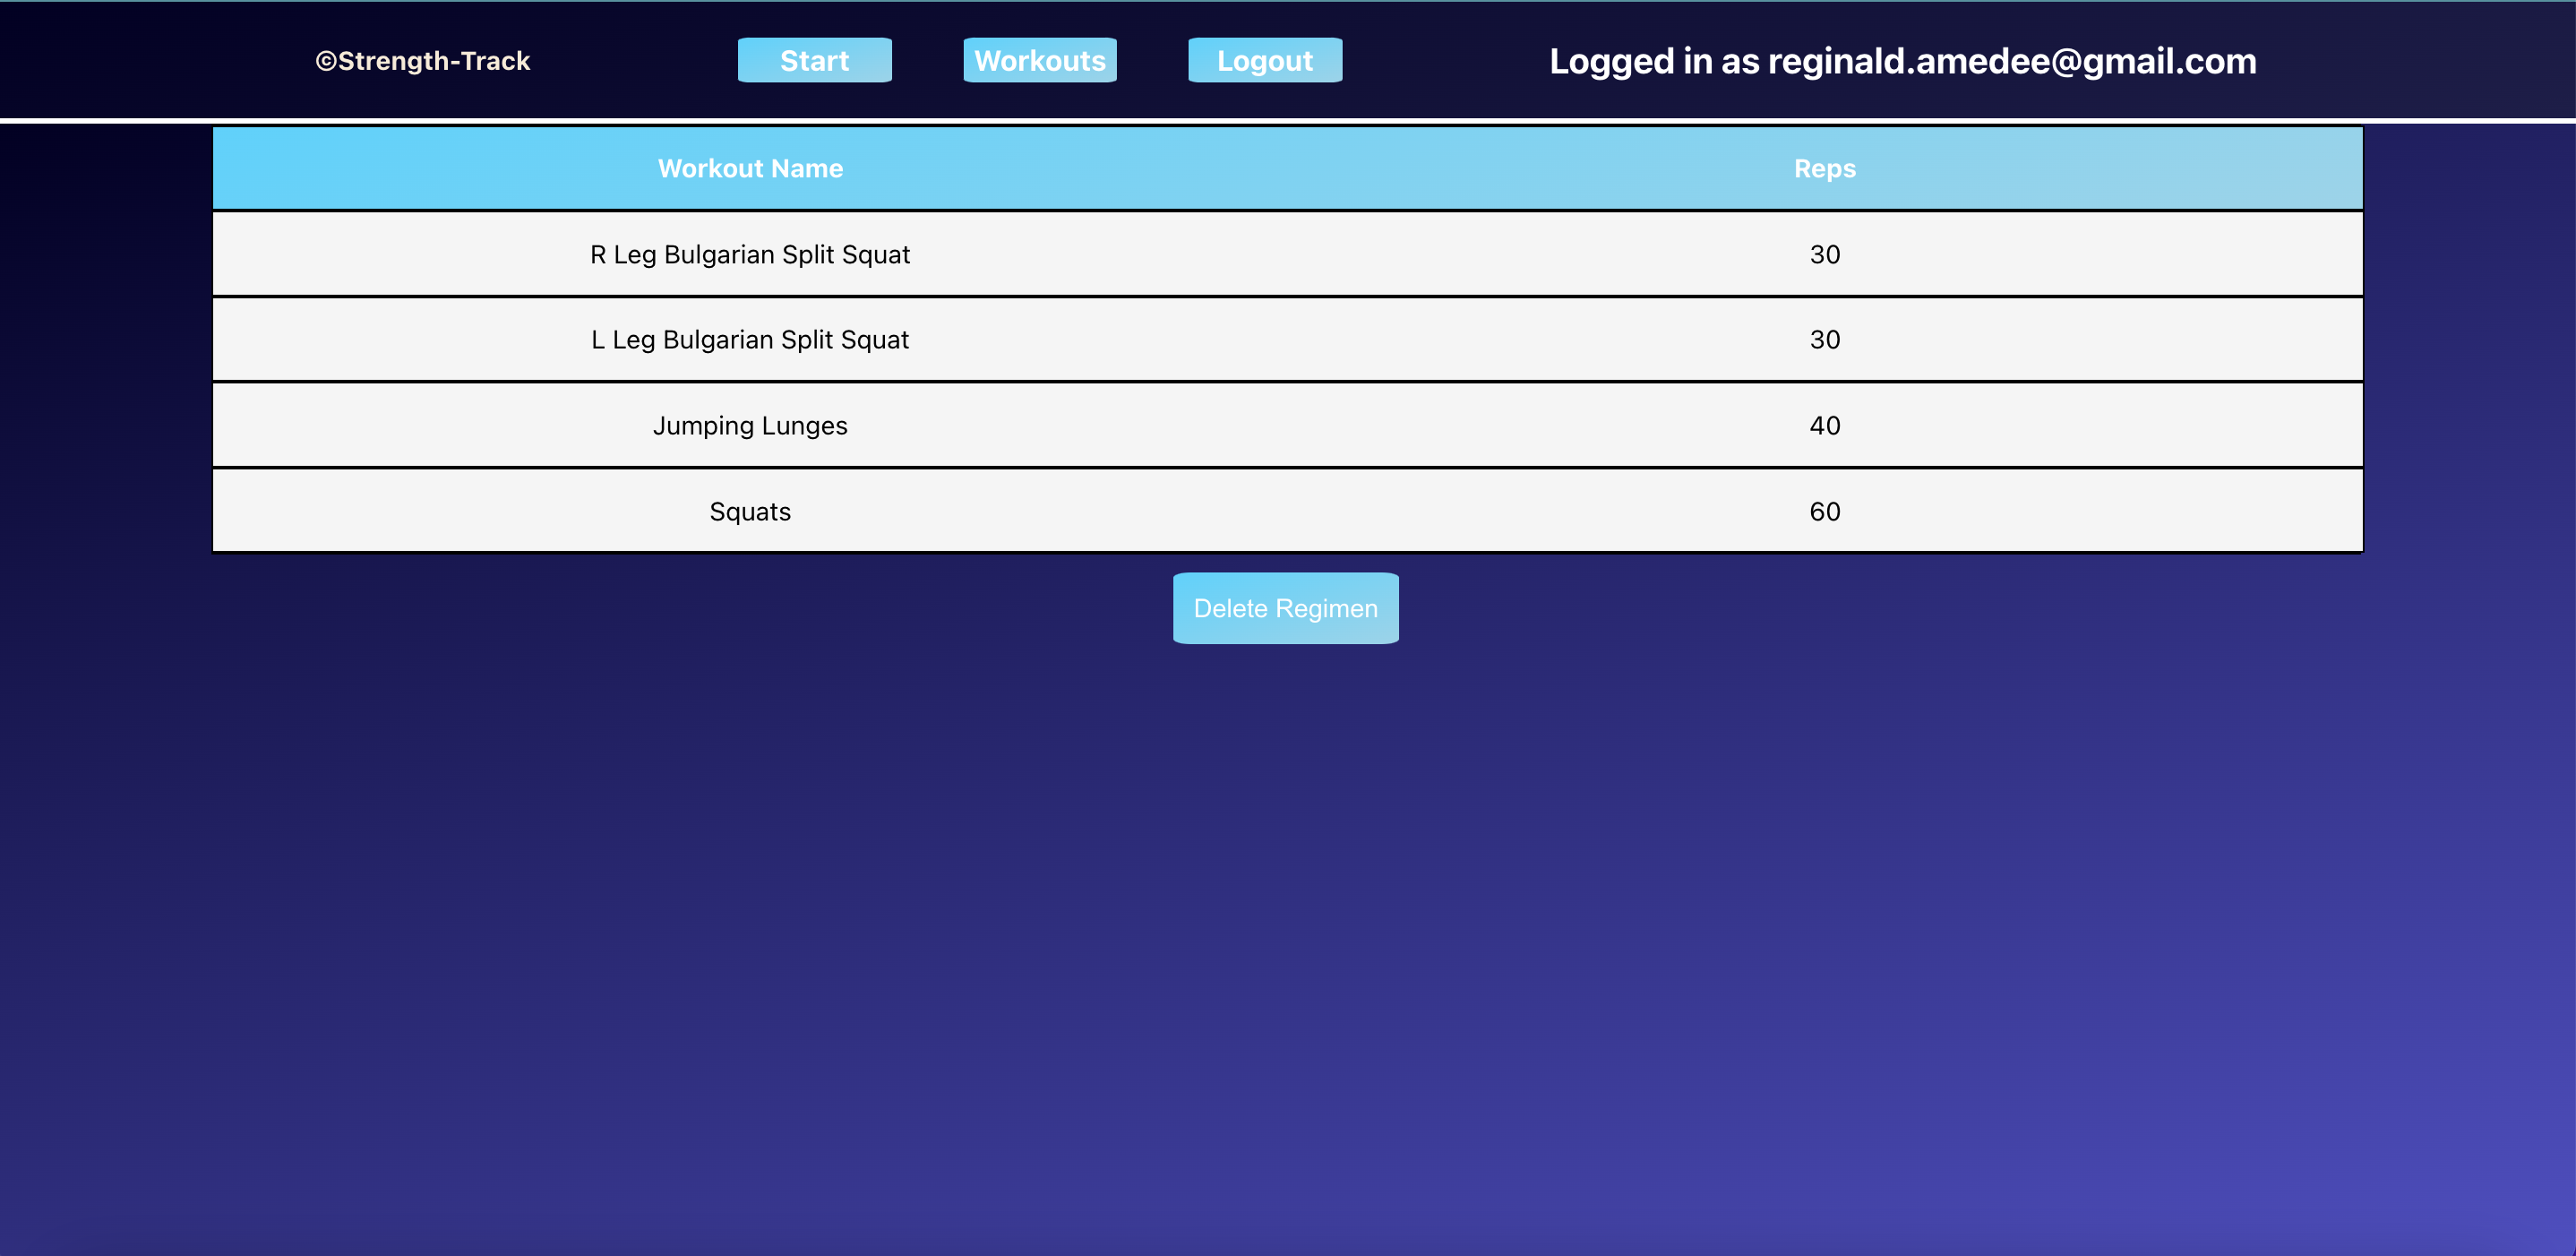 ©Strength-Track Start Workouts Logout Logged in as reginald.amedee@gmail.com
Workout Name Reps
R Leg Bulgarian Split Squat 30
L Leg Bulgarian Split Squat 30
Jumping Lunges 40
Squats 60
Delete Regimen